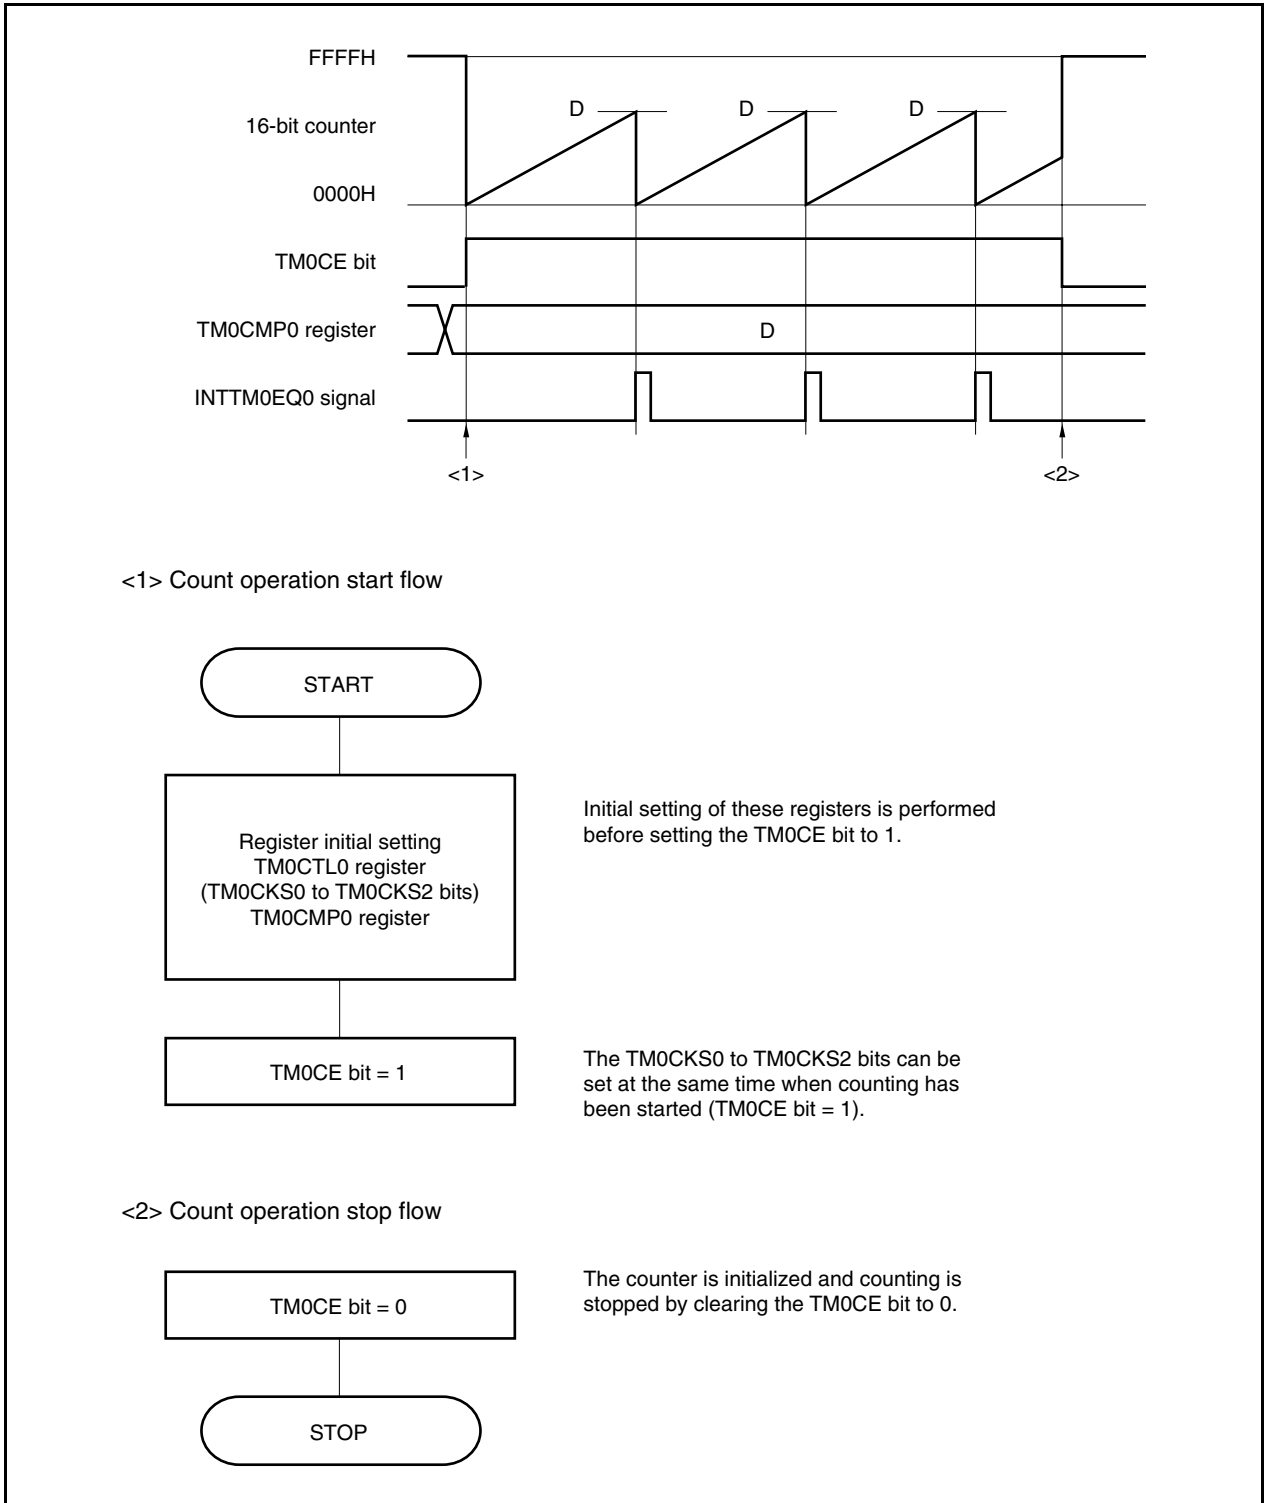 FFFFH
D D D
16-bit counter
0000H
TM0CE bit
TM0CMP0 register D
INTTM0EQ0 signal
<1> <2>
<1> Count operation start flow
START
Register initial setting
TM0CTL0 register
(TM0CKS0 to TM0CKS2 bits)
TM0CMP0 register
Initial setting of these registers is performed
before setting the TM0CE bit to 1.
TM0CE bit = 1
The TM0CKS0 to TM0CKS2 bits can be
set at the same time when counting has
been started (TM0CE bit = 1).
<2> Count operation stop flow
TM0CE bit = 0
The counter is initialized and counting is
stopped by clearing the TM0CE bit to 0.
STOP